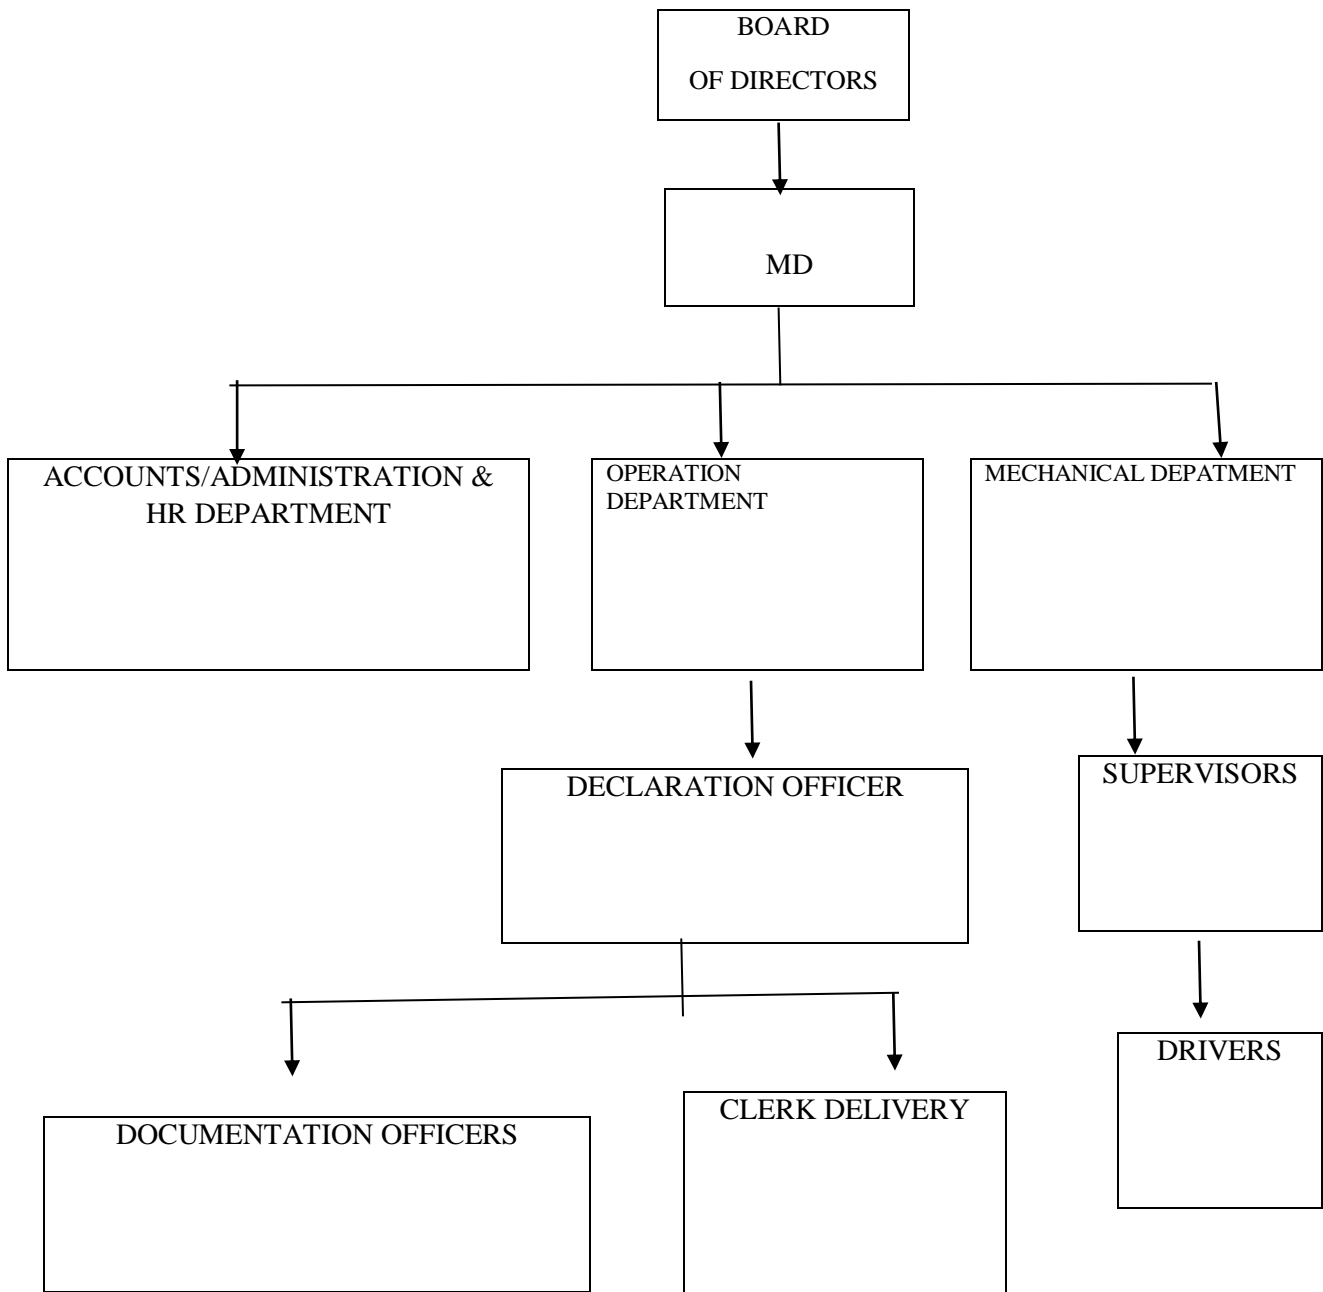 BOARD
OF DIRECTORS
MD
ACCOUNTS/ADMINISTRATION &
HR DEPARTMENT
OPERATION
DEPARTMENT
MECHANICAL DEPATMENT
DECLARATION OFFICER
SUPERVISORS
DRIVERS
DOCUMENTATION OFFICERS
CLERK DELIVERY